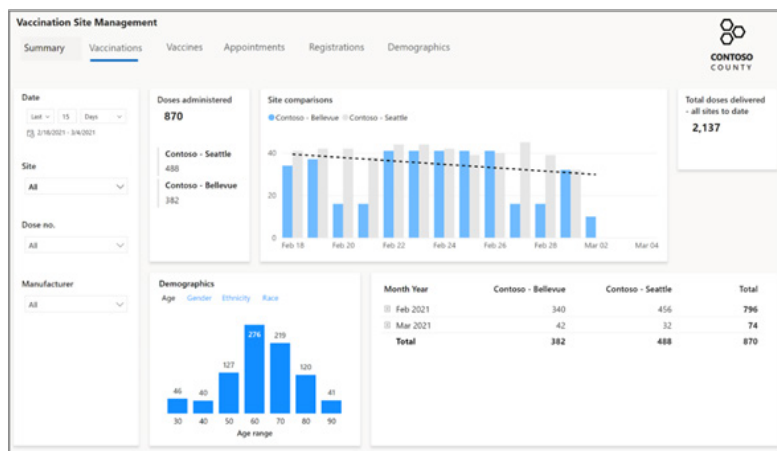 Vaccination Site Management
Summary Vaccinations Vaccines Appointments Registrations Demographics
CONTOSO
COUNTY
Date
Last 15 Days
2/18/2021 - 3/4/2021
Site
All
Dose no.
All
Manufacturer
All
Doses administered
870
Contoso - Seattle
488
Contoso - Bellevue
382
Site comparisons
Contoso - Bellevue Contoso - Seattle
40
20
0
Feb 18 Feb 20 Feb 22 Feb 24 Feb 26 Feb 28 Mar 02 Mar 04
Total doses delivered
- all sites to date
2,137
Demographics
Age Gender Ethnicity Race
46 40 127 276 219 120 41
30 40 50 60 70 80 90
Age range
Month Year Contoso - Bellevue Contoso - Seattle Total
Feb 2021 340 456 796
Mar 2021 42 32 74
Total 382 488 870